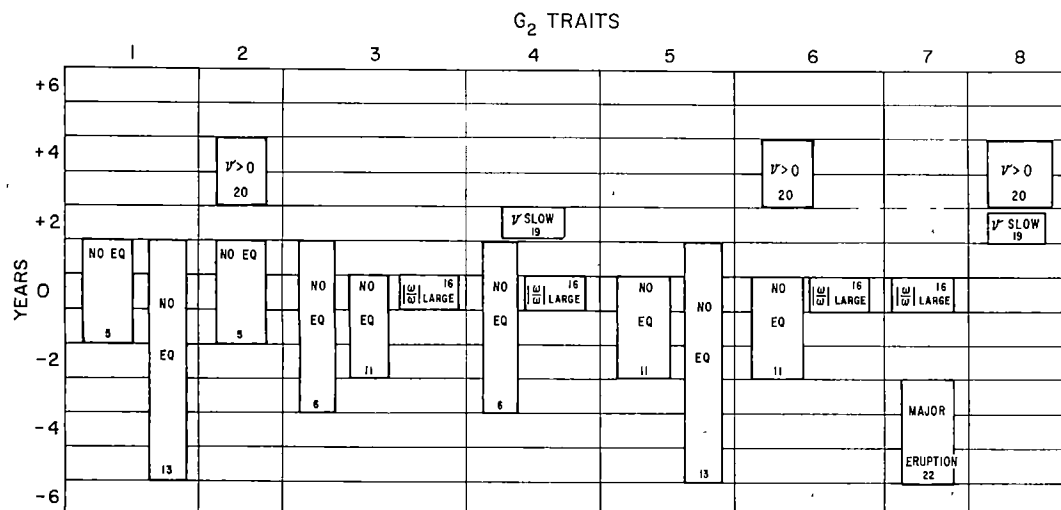 G₂ TRAITS
1 2 3 4 5 6 7 8
YEARS
+6
+4
+2
0
-2
-4
-6
NO EQ
5
NO
EQ
13
ν > 0
20
NO EQ
5
NO
EQ
6
NO
EQ
11
16
LARGE
ν SLOW
19
NO
EQ
6
16
LARGE
NO
EQ
11
NO
EQ
13
ν > 0
20
NO
EQ
11
16
LARGE
16
LARGE
MAJOR
ERUPTION
22
ν > 0
20
ν SLOW
19